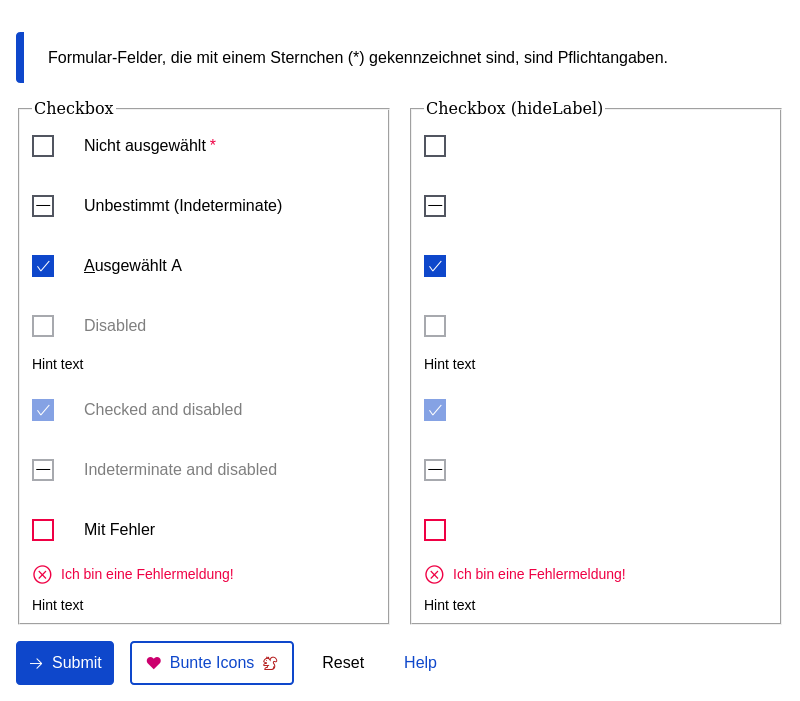 Formular-Felder, die mit einem Sternchen (*) gekennzeichnet sind, sind Pflichtangaben.
Checkbox
Nicht ausgewählt *
Unbestimmt (Indeterminate)
Ausgewählt A
Disabled
Hint text
Checked and disabled
Indeterminate and disabled
Mit Fehler
Ich bin eine Fehlermeldung!
Hint text
Checkbox (hideLabel)
Hint text
Ich bin eine Fehlermeldung!
Hint text
Submit
Bunte Icons
Reset
Help